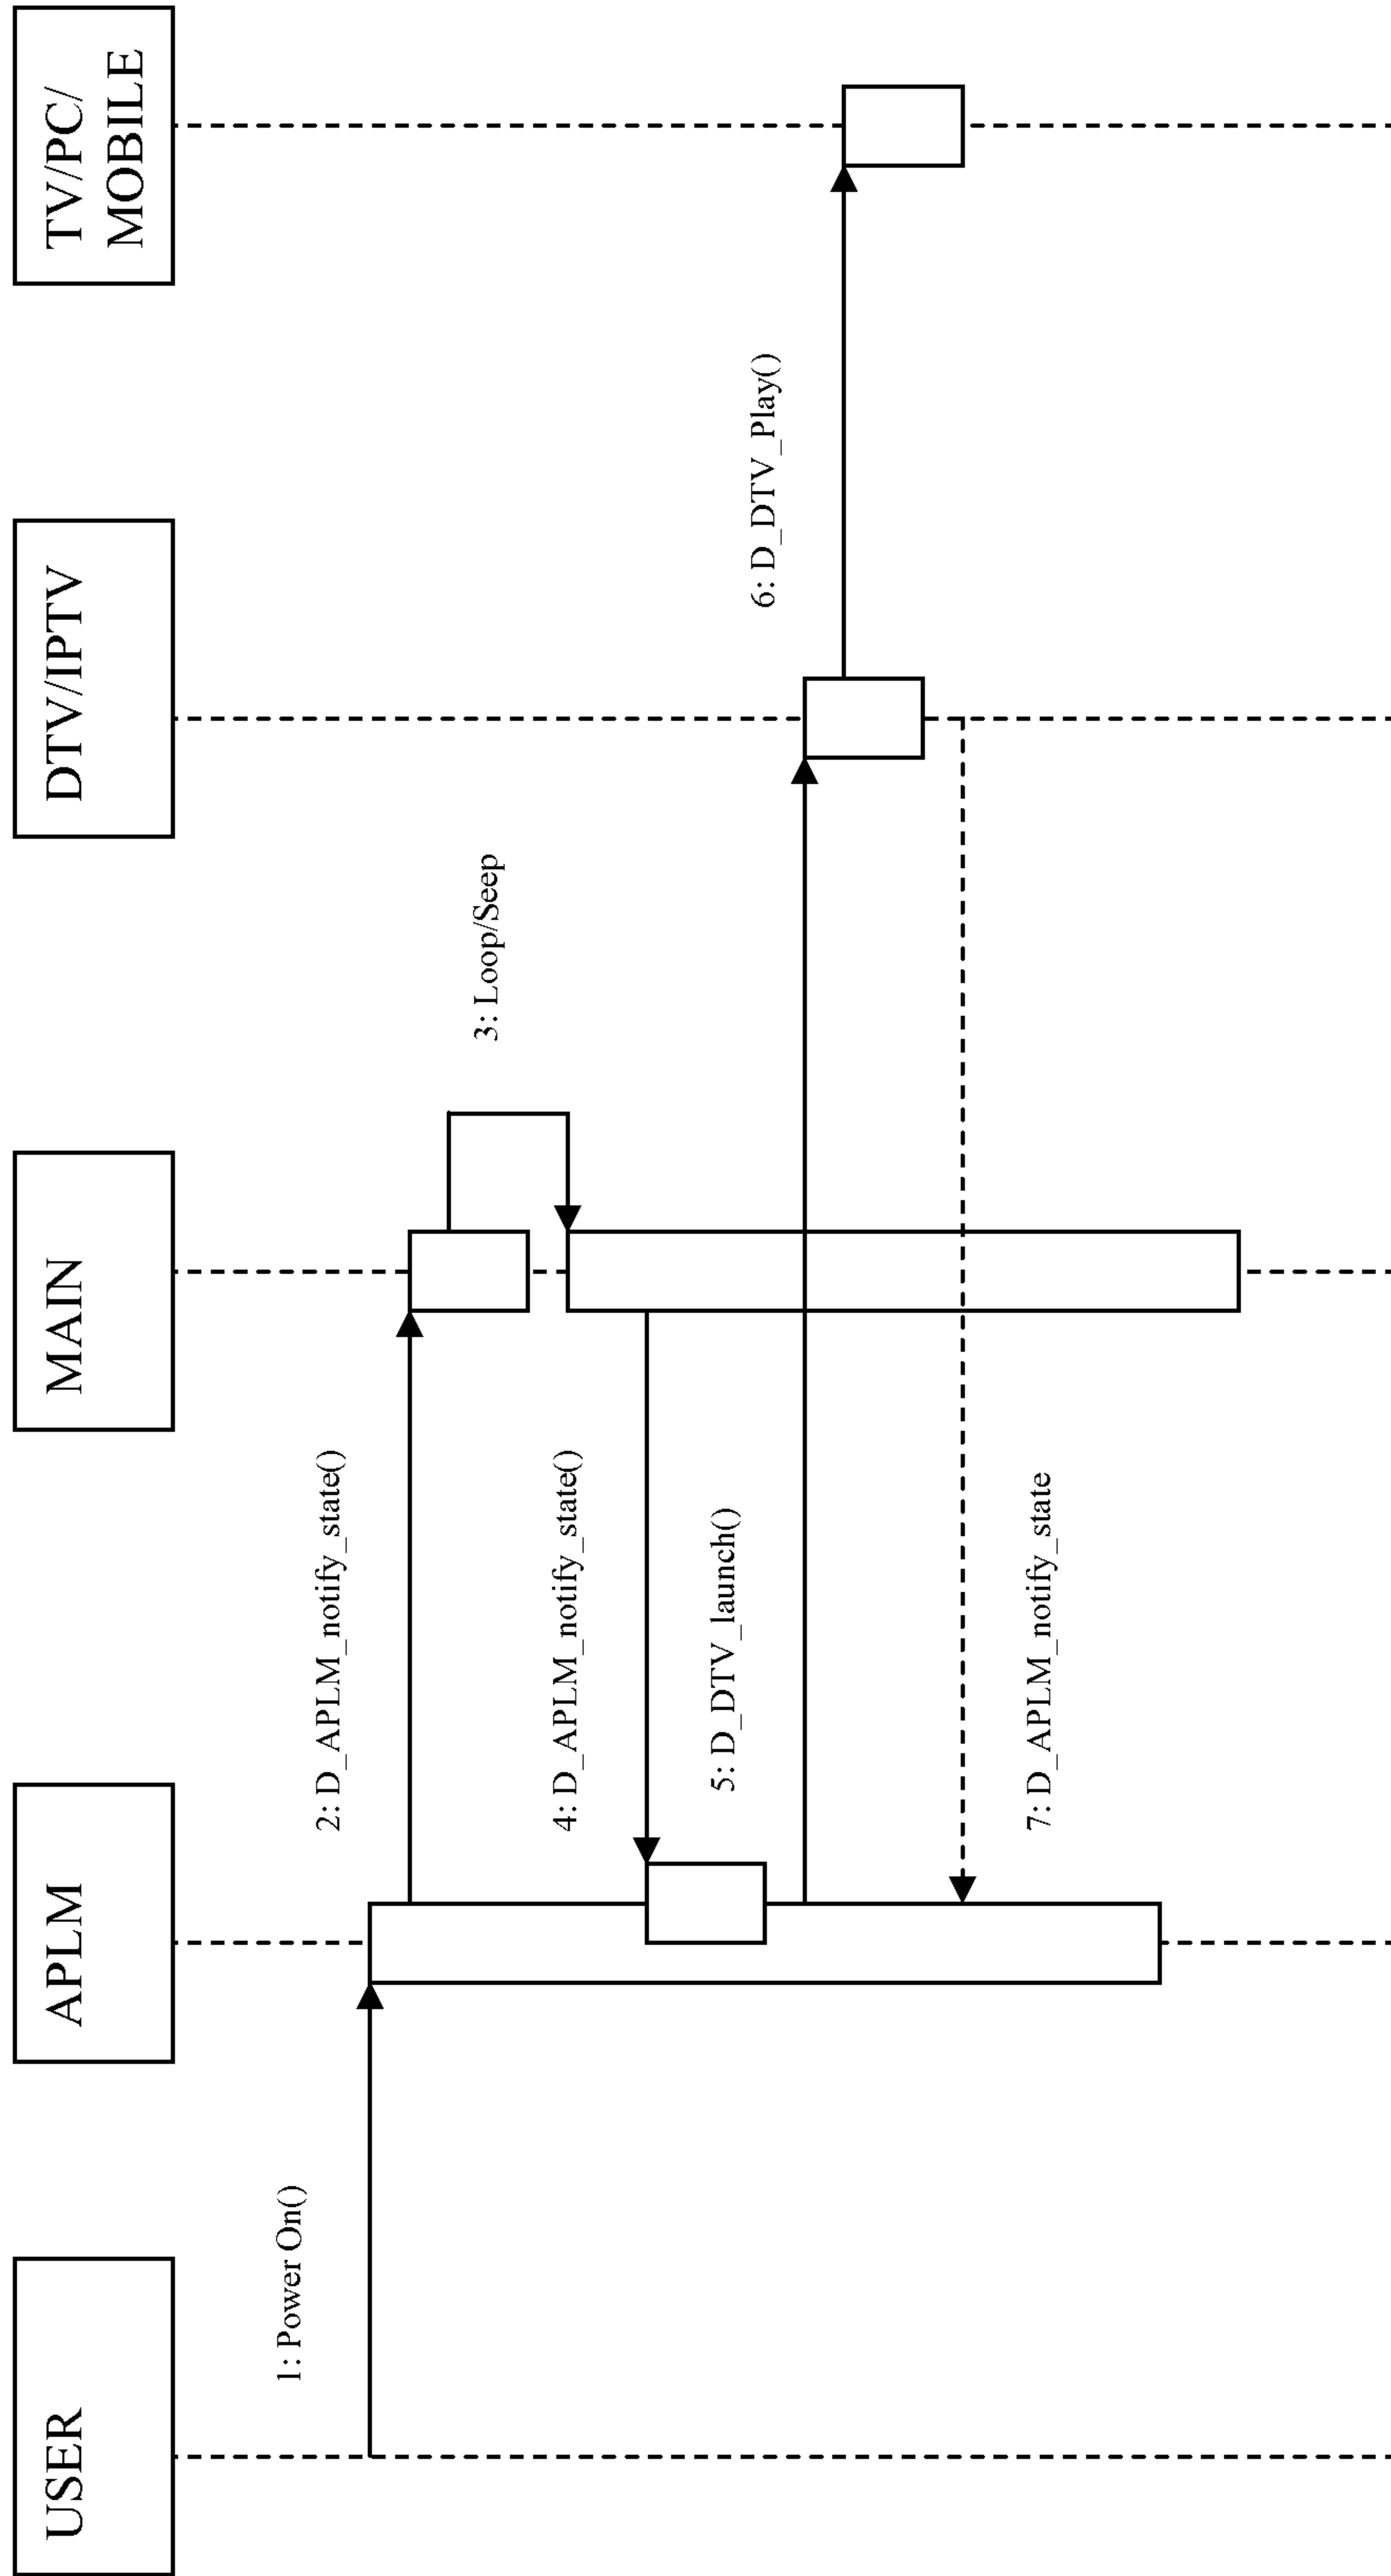 USER
APLM
MAIN
DTV/IPTV
TV/PC/
MOBILE
1: Power On()
2: D_APLM_notify_state()
3: Loop/Seep
4: D_APLM_notify_state()
5: D_DTV_launch()
6: D_DTV_Play()
7: D_APLM_notify_state